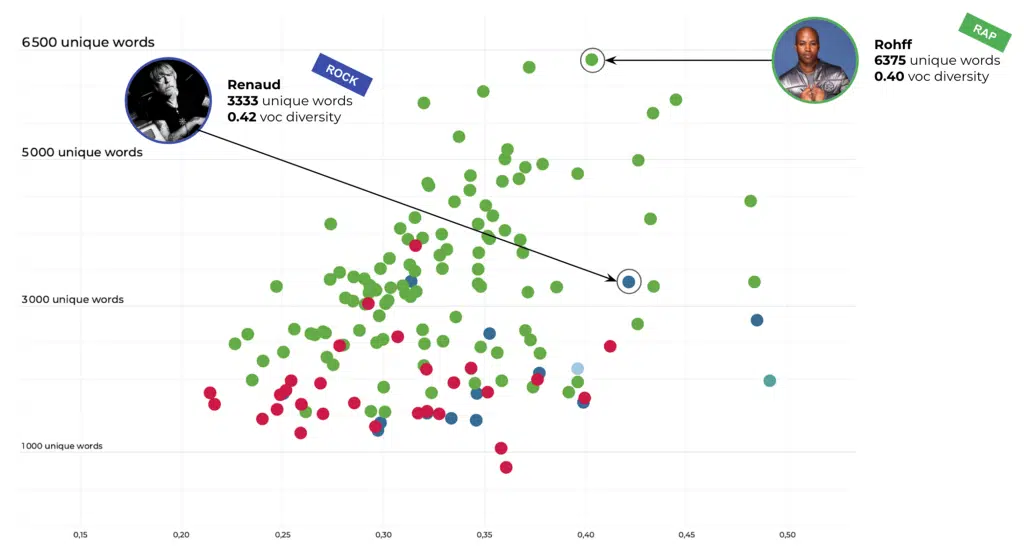 6500 unique words
ROCK
Renaud
3333 unique words
0.42 voc diversity
RAP
Rohff
6375 unique words
0.40 voc diversity
5000 unique words
3000 unique words
1000 unique words
0,15 0,20 0,25 0,30 0,35 0,40 0,45 0,50